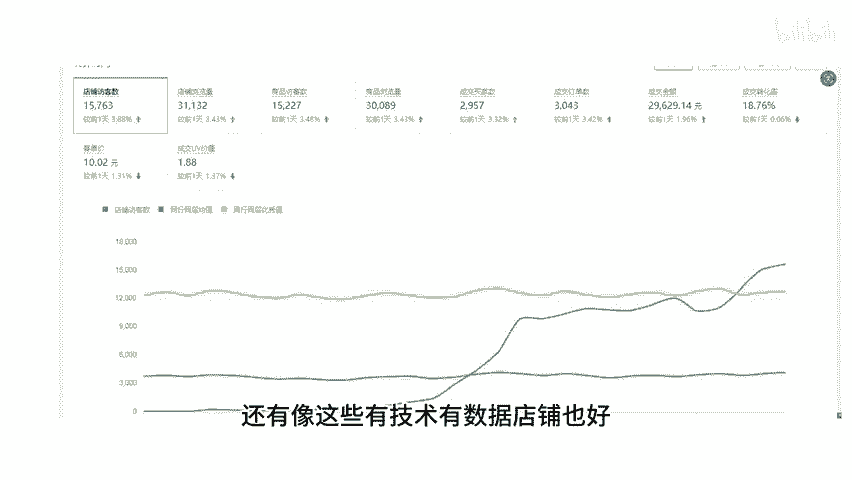 bilibili
店铺访客数 店铺浏览量 商品访客数 商品浏览量 成交买家数 成交订单数 成交金额 成交转化率
15,763 31,132 15,227 30,089 2,957 3,043 29,629.14 元 18.76%
较前1天 3.88% 较前1天 3.43% 较前1天 3.48% 较前1天 3.43% 较前1天 3.32% 较前1天 3.42% 较前1天 1.96% 较前1天 0.06%
客单价 成交UV价值
10.02 元 1.88
较前1天 1.31% 较前1天 1.37%
店铺访客数 同行同层均值 同行同层优秀值
18,000
15,000
12,000
9,000
6,000
3,000
0
还有像这些有技术有数据店铺也好